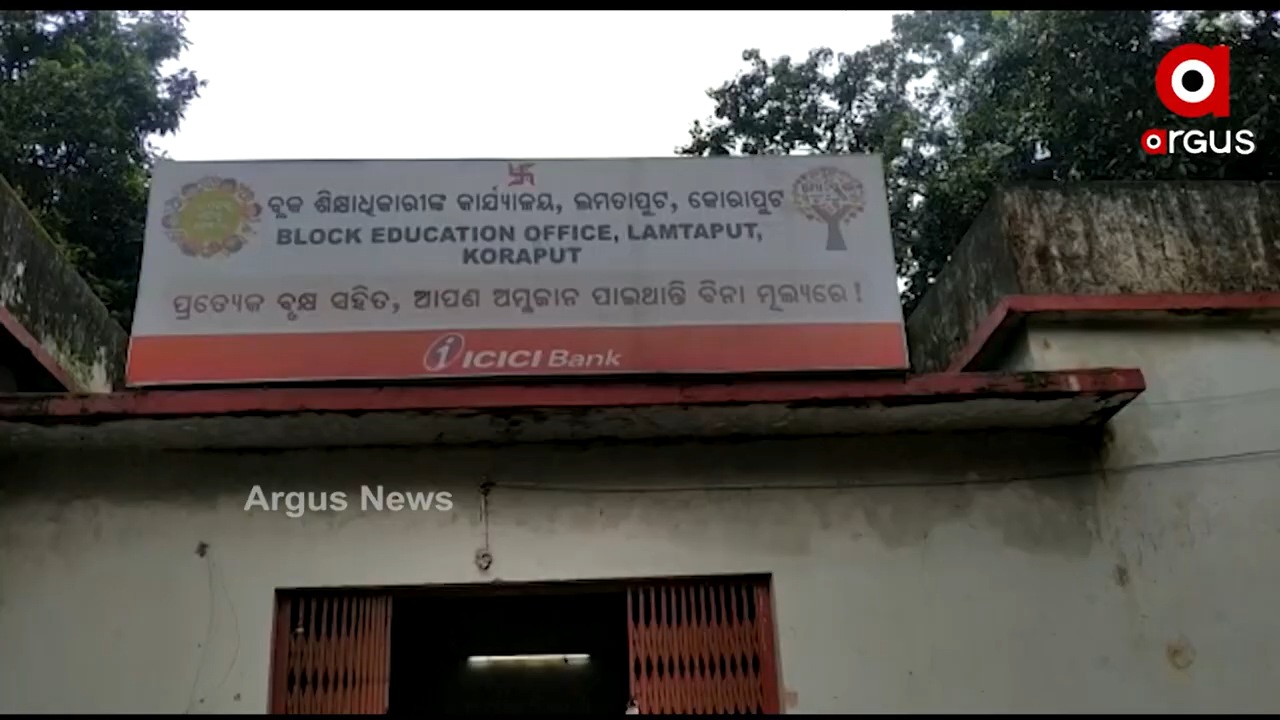 argus
ବ୍ଲକ ଶିକ୍ଷାଧିକାରୀଙ୍କ କାର୍ଯ୍ୟାଳୟ, ଲମତାପୁଟ, କୋରାପୁଟ
BLOCK EDUCATION OFFICE, LAMTAPUT,
KORAPUT
ପ୍ରତ୍ୟେକ ବୃକ୍ଷ ସହିତ, ଆପଣ ଅମ୍ଳଜାନ ପାଇଥାନ୍ତି ବିନା ମୂଲ୍ୟରେ!
ICICI Bank
Argus News